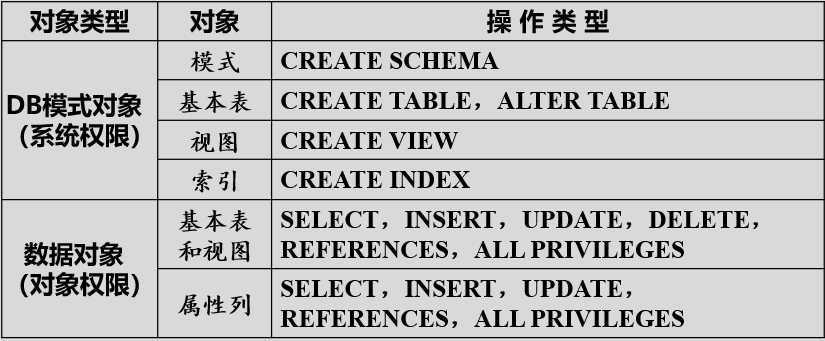 对象类型 对象 操 作 类 型
DB模式对象
（系统权限）
模式 CREATE SCHEMA
基本表 CREATE TABLE，ALTER TABLE
视图 CREATE VIEW
索引 CREATE INDEX
数据对象
（对象权限）
基本表
和视图
SELECT，INSERT，UPDATE，DELETE，
REFERENCES，ALL PRIVILEGES
属性列
SELECT，INSERT，UPDATE，
REFERENCES，ALL PRIVILEGES